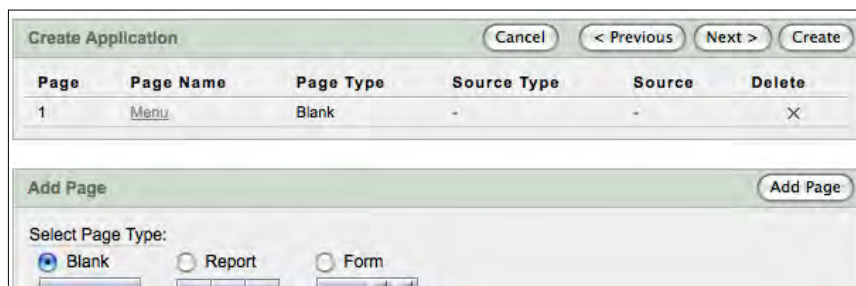 Create Application Cancel < Previous Next > Create
Page Page Name Page Type Source Type Source Delete
1 Menu Blank - -
Add Page Add Page
Select Page Type:
Blank Report Form